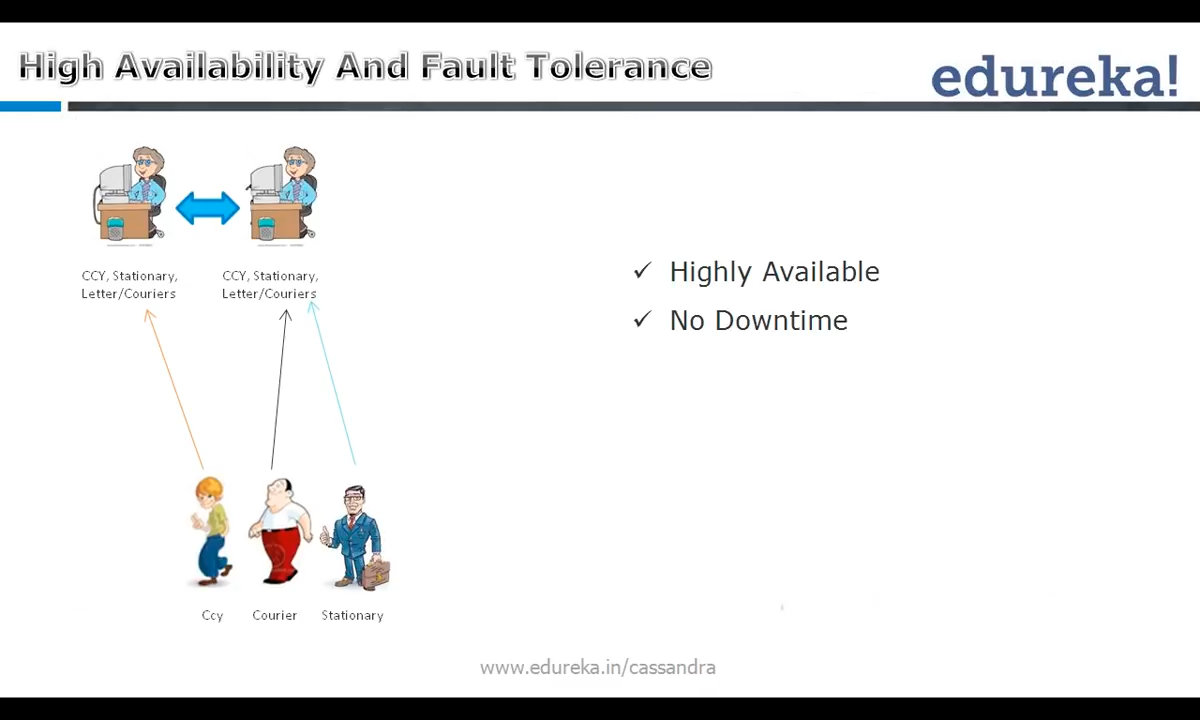 High Availability And Fault Tolerance
edureka!
CCY, Stationary,
Letter/Couriers
CCY, Stationary,
Letter/Couriers
✓ Highly Available
✓ No Downtime
Ccy
Courier
Stationary
www.edureka.in/cassandra